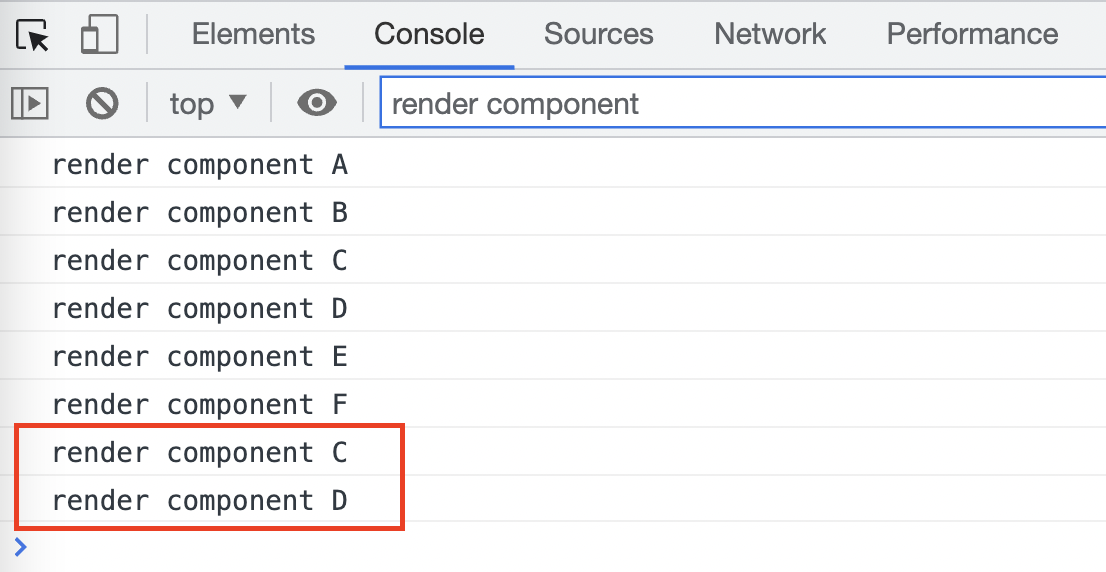 Elements Console Sources Network Performance
top ▼ render component
render component A
render component B
render component C
render component D
render component E
render component F
render component C
render component D